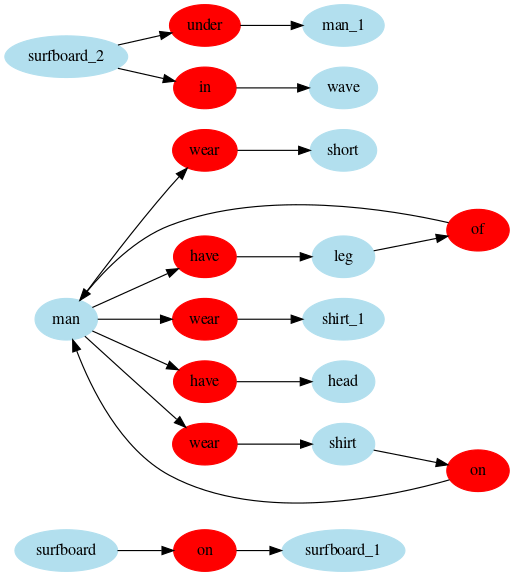 under
man_1
surfboard_2
in
wave
wear
short
of
have
leg
man
wear
shirt_1
have
head
wear
shirt
on
surfboard
on
surfboard_1